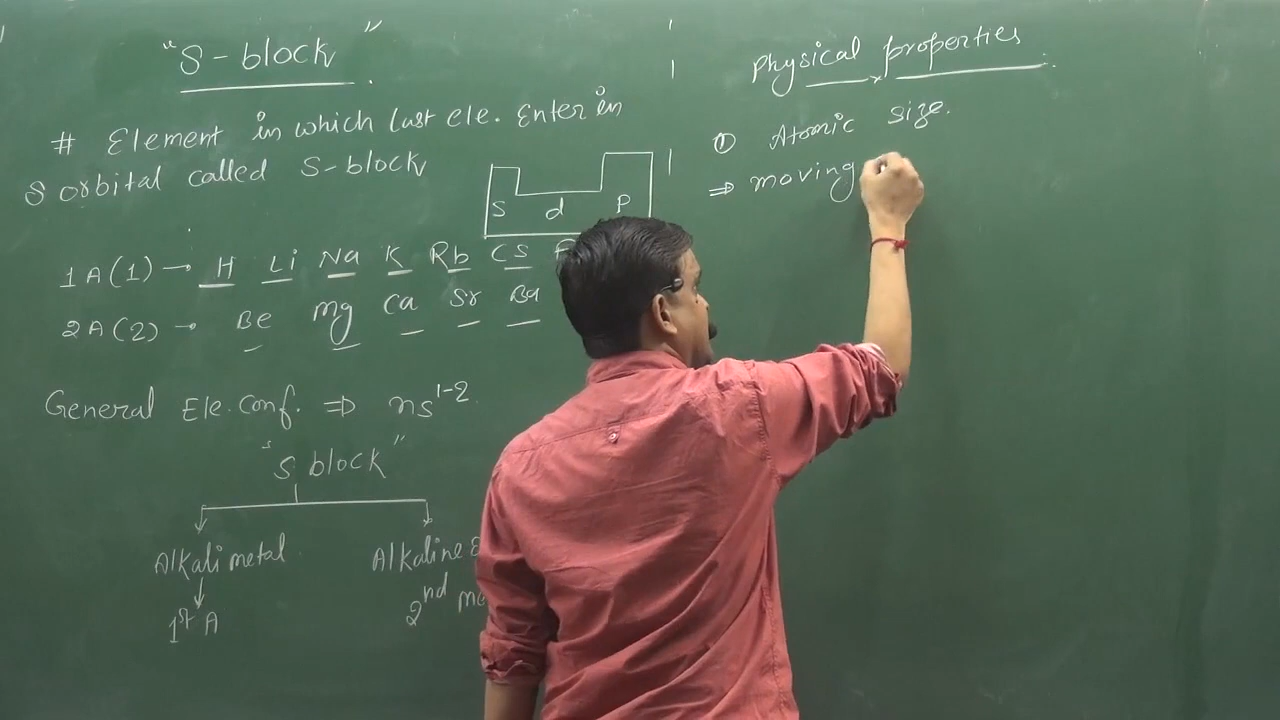 "S-block"
# Element in which last ele. Enter in
S orbital called S-block
S d P
1A(1) → H Li Na K Rb Cs
2A(2) → Be Mg Ca Sr Ba
General Ele. Conf. ⇒ ns¹⁻²
"S block"
Alkali metal Alkaline
1st A 2nd
Physical properties
① Atomic size.
⇒ moving